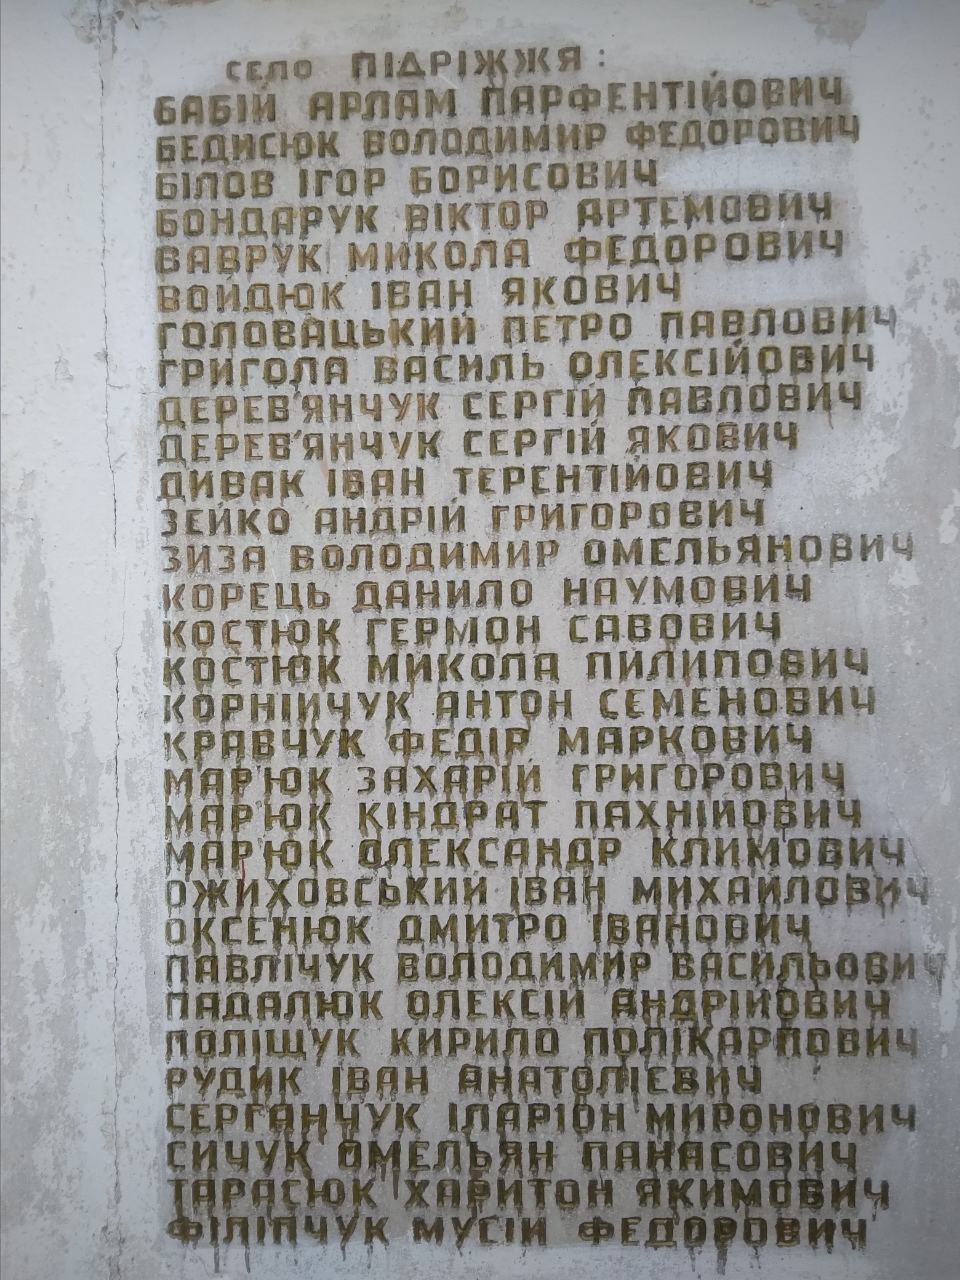 СЕЛО ПІДРІЖЖЯ:
БАБІЙ АРЛАМ ПАРФЕНТІЙОВИЧ
БЕДИСЮК ВОЛОДИМИР ФЕДОРОВИЧ
БІЛОВ ІГОР БОРИСОВИЧ
БОНДАРУК ВІКТОР АРТЕМОВИЧ
ВАВРУК МИКОЛА ФЕДОРОВИЧ
ВОЙДЮК ІВАН ЯКОВИЧ
ГОЛОВАЦЬКИЙ ПЕТРО ПАВЛОВИЧ
ГРИГОЛА ВАСИЛЬ ОЛЕКСІЙОВИЧ
ДЕРЕВ'ЯНЧУК СЕРГІЙ ПАВЛОВИЧ
ДЕРЕВ'ЯНЧУК СЕРГІЙ ЯКОВИЧ
ДИВАК ІВАН ТЕРЕНТІЙОВИЧ
ЗЕЙКО АНДРІЙ ГРИГОРОВИЧ
ЗИЗА ВОЛОДИМИР ОМЕЛЬЯНОВИЧ
КОРЕЦЬ ДАНИЛО НАУМОВИЧ
КОСТЮК ГЕРМОН САВОВИЧ
КОСТЮК МИКОЛА ПИЛИПОВИЧ
КОРНІЙЧУК АНТОН СЕМЕНОВИЧ
КРАВЧУК ФЕДІР МАРКОВИЧ
МАРЮК ЗАХАРІЙ ГРИГОРОВИЧ
МАРЮК КІНДРАТ ПАХНІЙОВИЧ
МАРЮК ОЛЕКСАНДР КЛИМОВИЧ
ОЖИХОВСЬКИЙ ІВАН МИХАЙЛОВИЧ
ОКСЕНЮК ДМИТРО ІВАНОВИЧ
ПАВЛІЧУК ВОЛОДИМИР ВАСИЛЬОВИЧ
ПАДАЛЮК ОЛЕКСІЙ АНДРІЙОВИЧ
ПОЛІЩУК КИРИЛО ПОЛІКАРПОВИЧ
РУДИК ІВАН АНАТОЛІЄВИЧ
СЕРГАНЧУК ІЛАРІОН МИРОНОВИЧ
СИЧУК ОМЕЛЬЯН ПАНАСОВИЧ
ТАРАСЮК ХАРИТОН ЯКИМОВИЧ
ФІЛІПЧУК МУСІЙ ФЕДОРОВИЧ